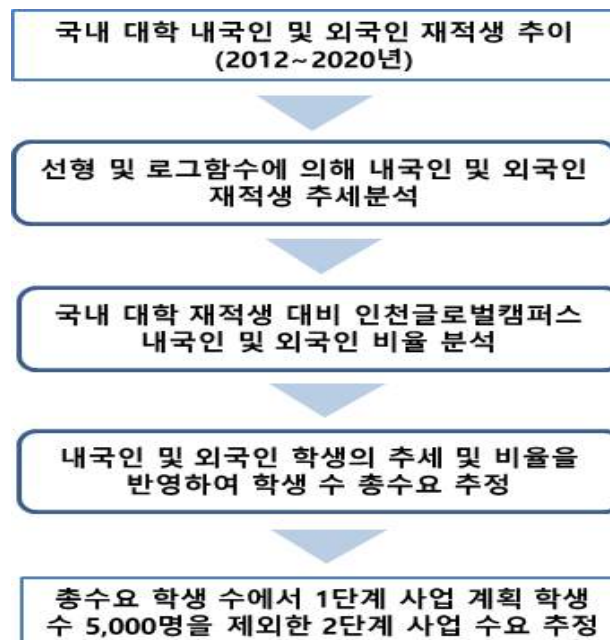 국내 대학 내국인 및 외국인 재적생 추이
(2012~2020년)
선형 및 로그함수에 의해 내국인 및 외국인
재적생 추세분석
국내 대학 재적생 대비 인천글로벌캠퍼스
내국인 및 외국인 비율 분석
내국인 및 외국인 학생의 추세 및 비율을
반영하여 학생 수 총수요 추정
총수요 학생 수에서 1단계 사업 계획 학생
수 5,000명을 제외한 2단계 사업 수요 추정